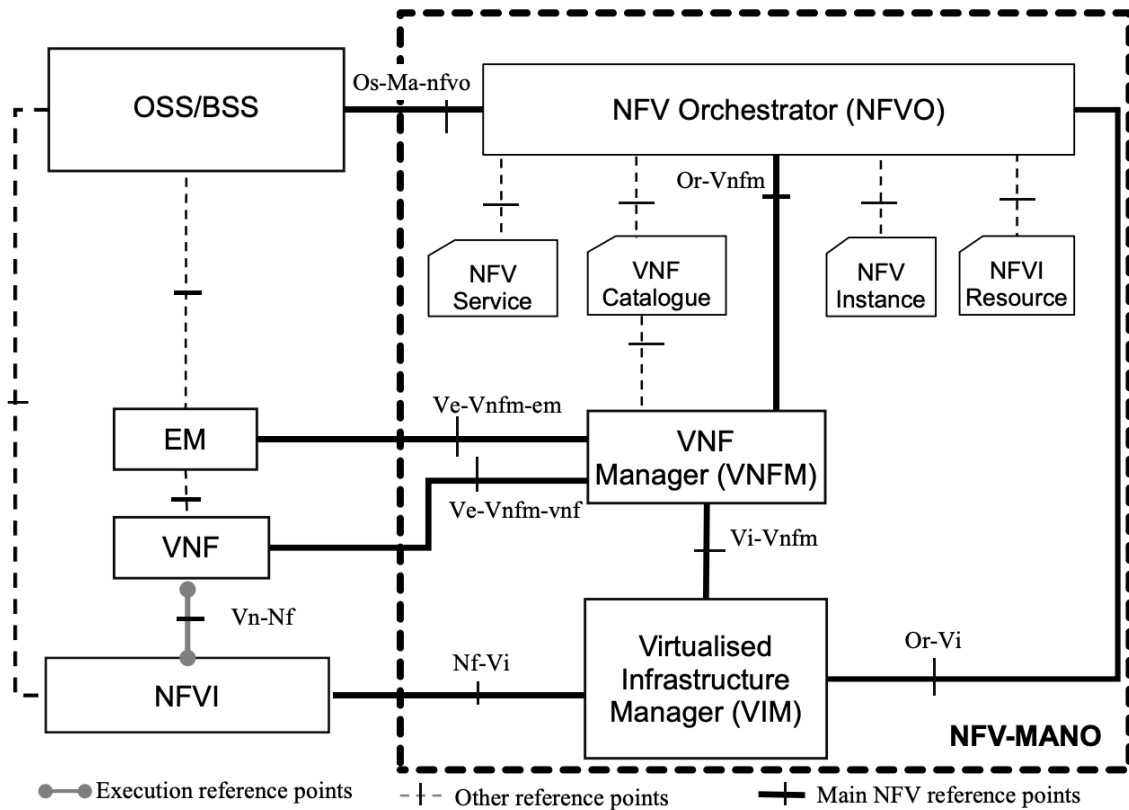 Os-Ma-nfvo
OSS/BSS
NFV Orchestrator (NFVO)
Or-Vnfm
NFV
Service
VNF
Catalogue
NFV
Instance
NFVI
Resource
Ve-Vnfm-em
EM
VNF
Manager (VNFM)
Ve-Vnfm-vnf
VNF
Vi-Vnfm
Vn-Nf
Virtualised
Infrastructure
Manager (VIM)
Or-Vi
Nf-Vi
NFVI
NFV-MANO
Execution reference points
Other reference points
Main NFV reference points